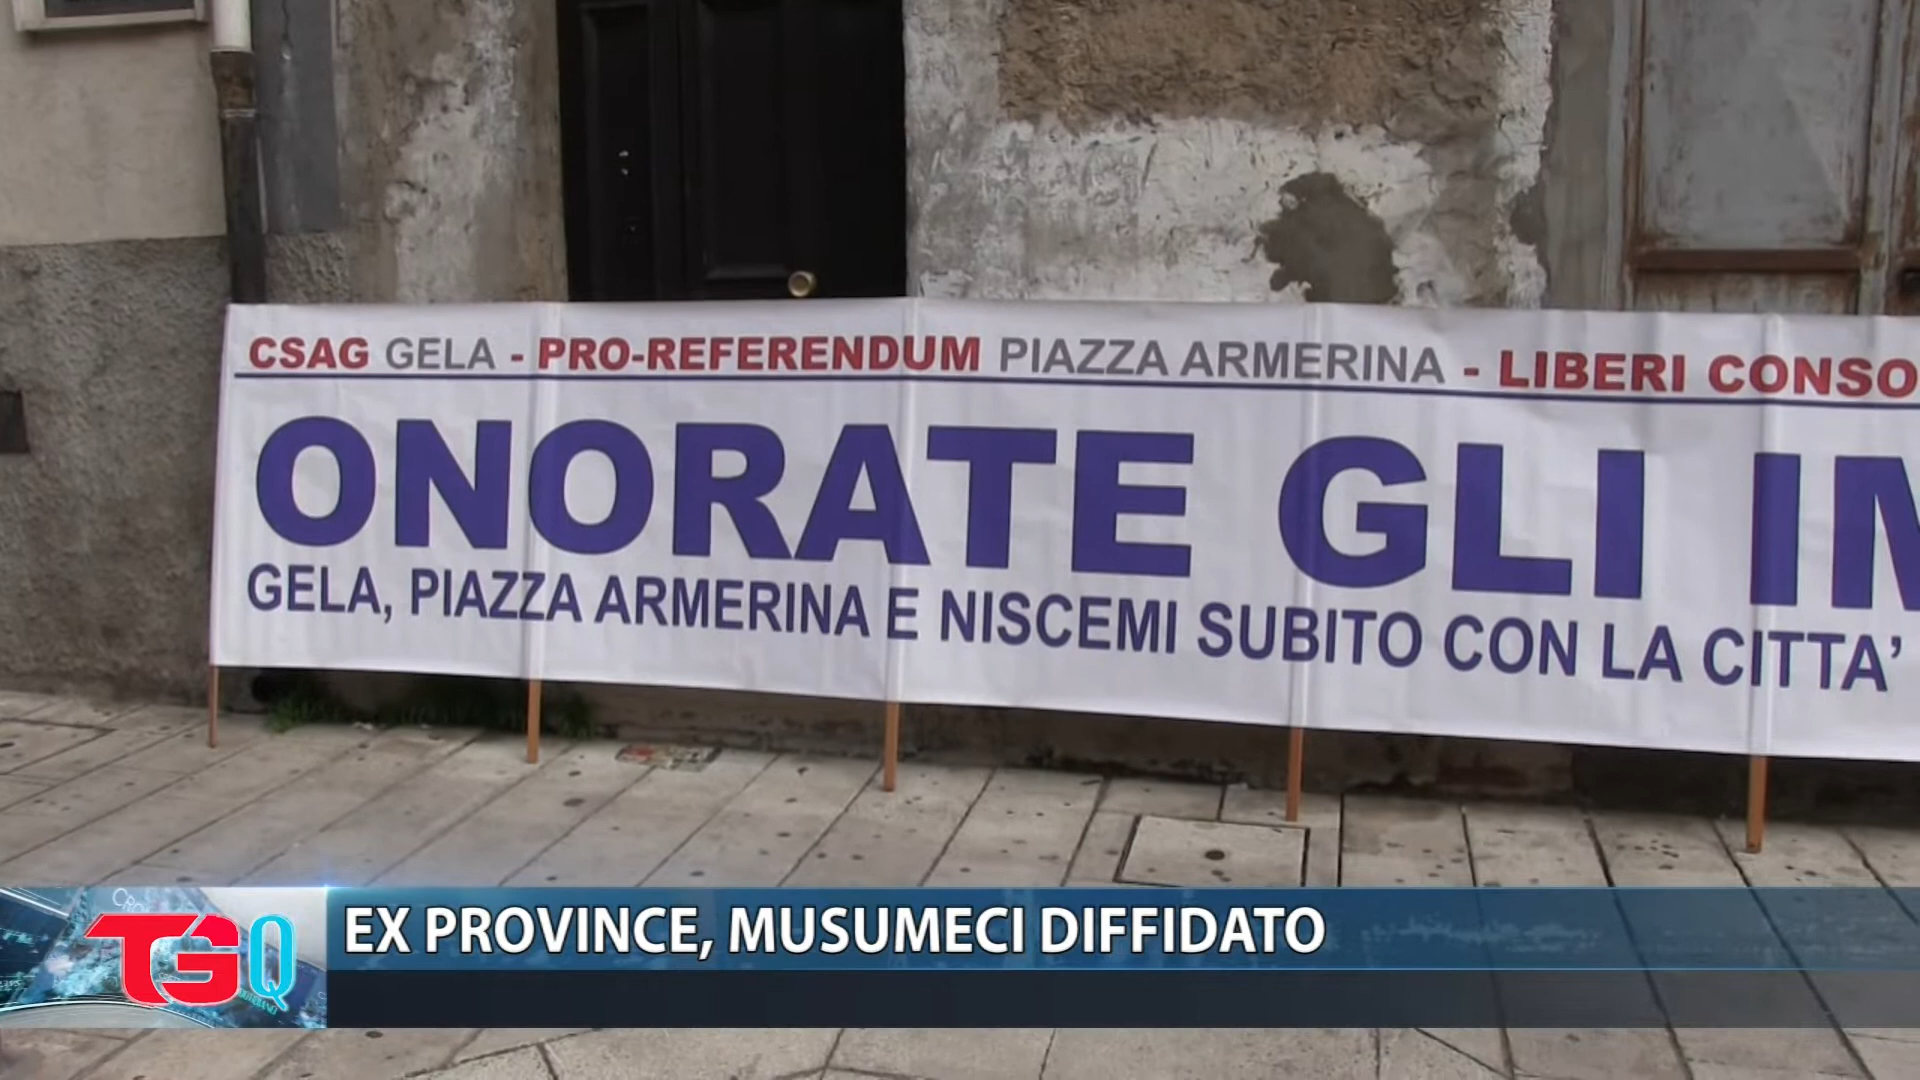 CSAG GELA - PRO-REFERENDUM PIAZZA ARMERINA - LIBERI CONSO
ONORATE GLI IM
GELA, PIAZZA ARMERINA E NISCEMI SUBITO CON LA CITTA'
TGQ
EX PROVINCE, MUSUMECI DIFFIDATO